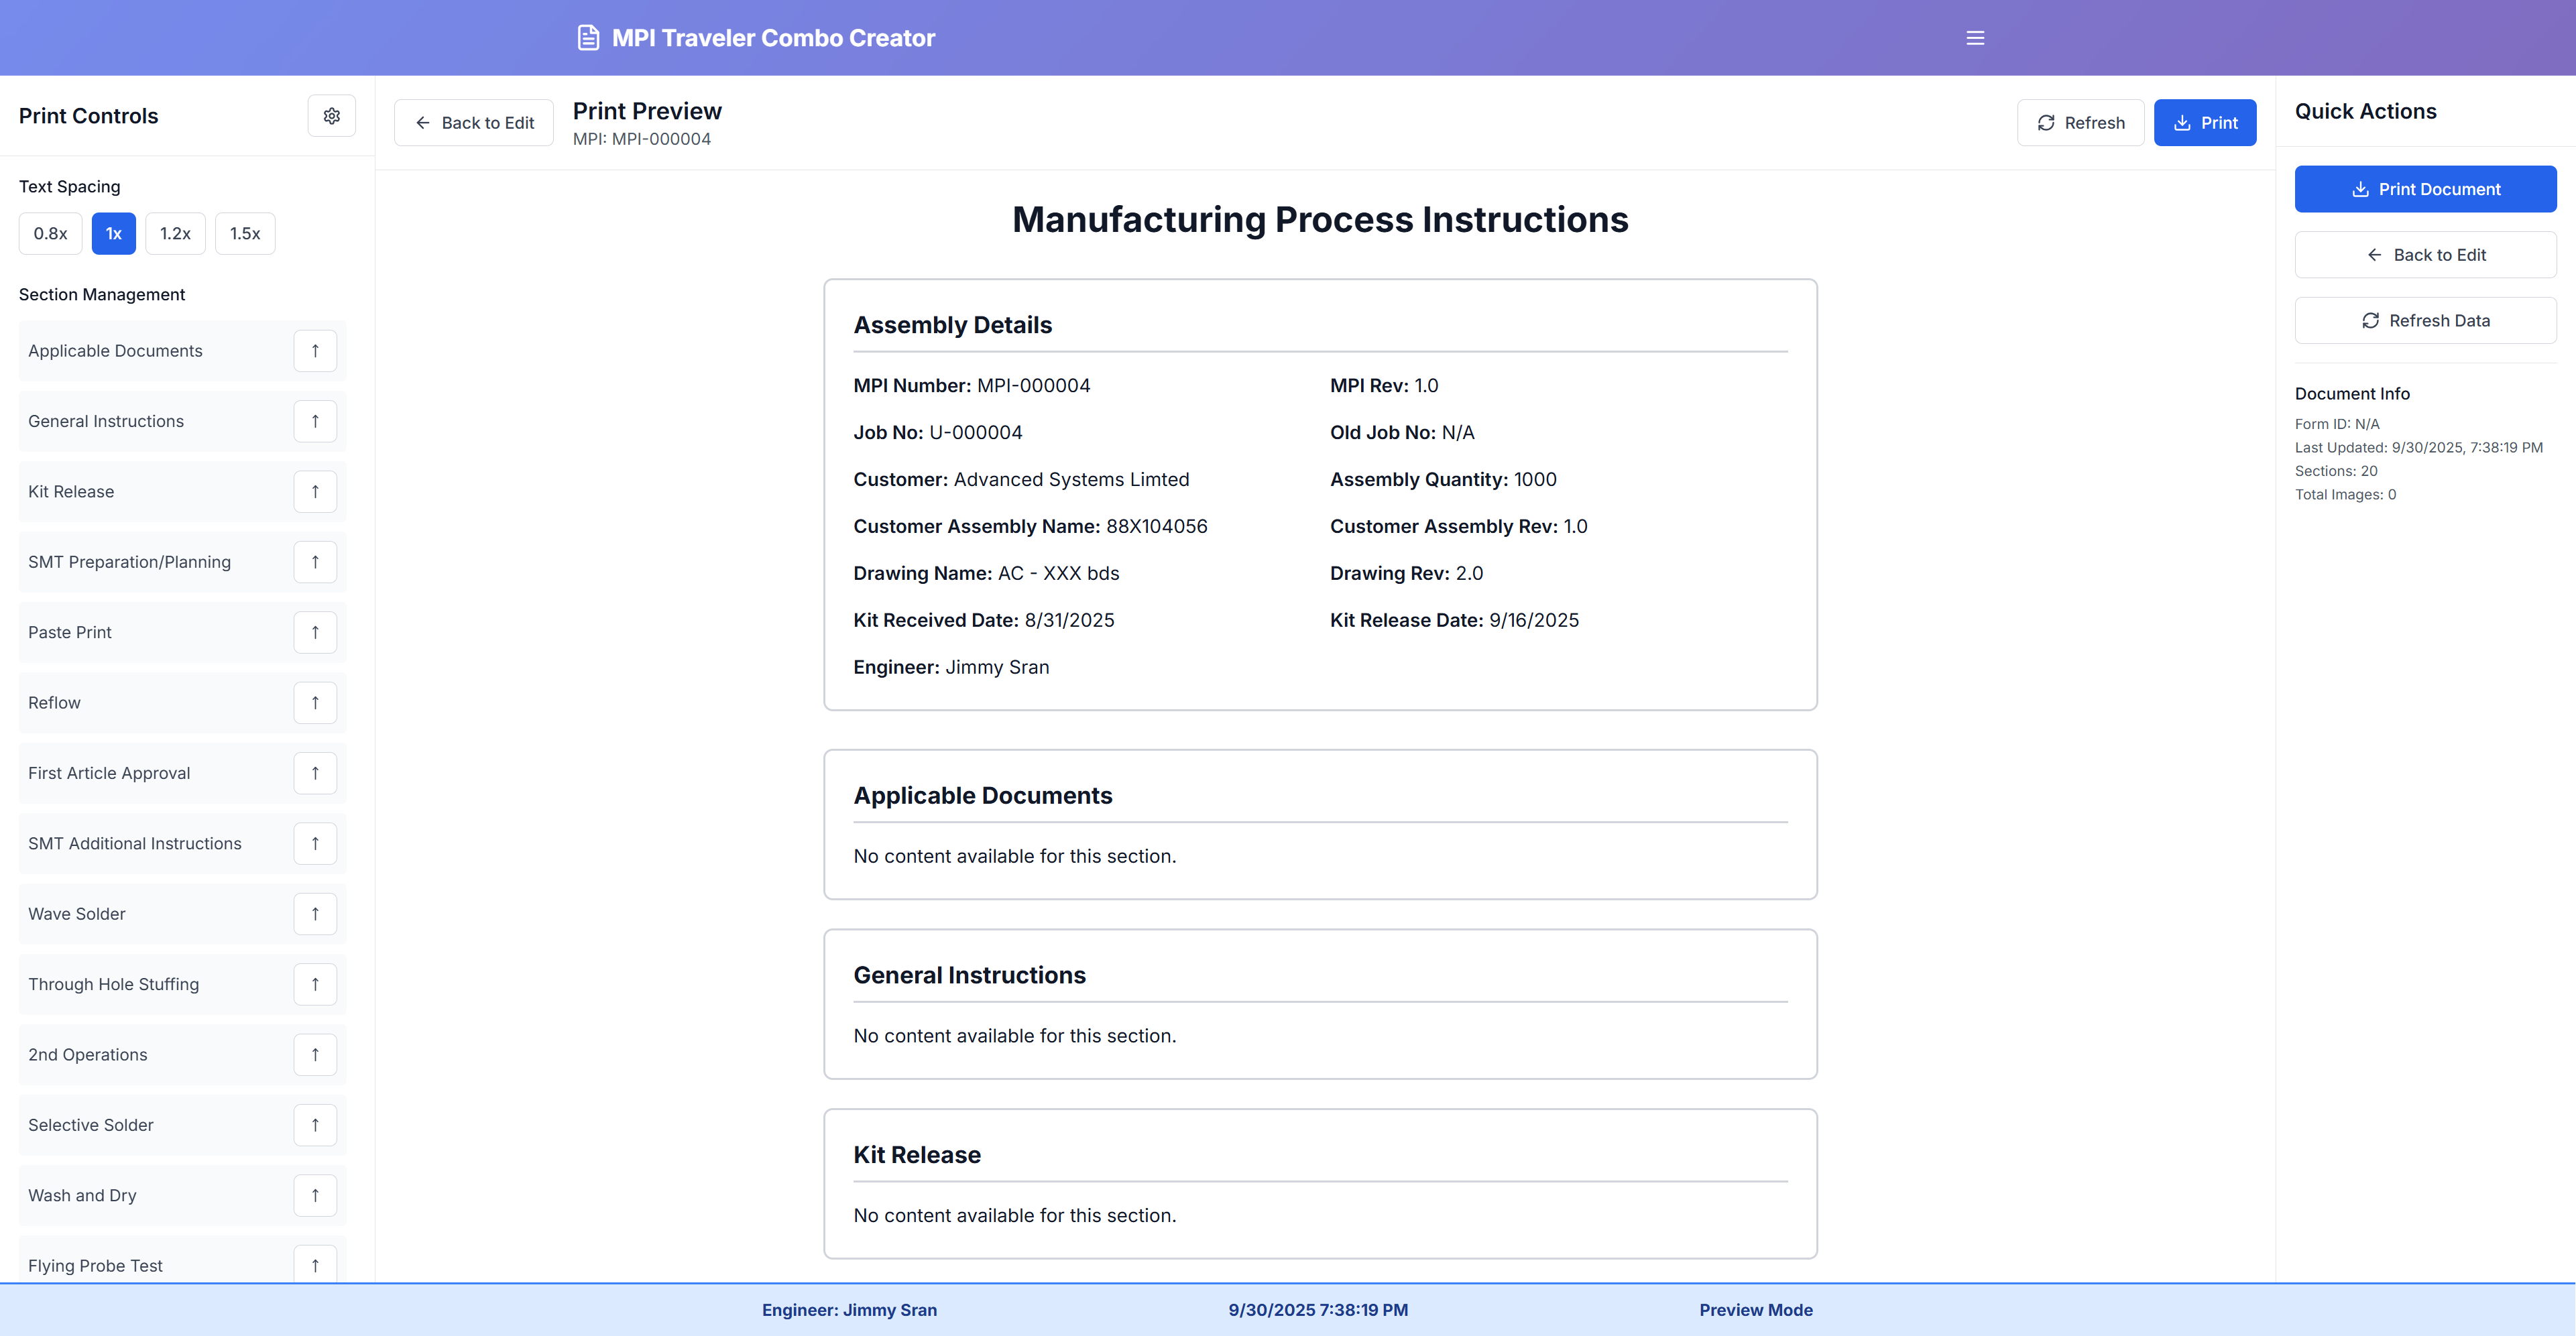 MPI Traveler Combo Creator
Print Controls
Text Spacing
0.8x 1x 1.2x 1.5x
Section Management
Applicable Documents ↑
General Instructions ↑
Kit Release ↑
SMT Preparation/Planning ↑
Paste Print ↑
Reflow ↑
First Article Approval ↑
SMT Additional Instructions ↑
Wave Solder ↑
Through Hole Stuffing ↑
2nd Operations ↑
Selective Solder ↑
Wash and Dry ↑
Flying Probe Test ↑
Back to Edit
Print Preview
MPI: MPI-000004
Refresh
Print
Manufacturing Process Instructions
Assembly Details
MPI Number: MPI-000004
MPI Rev: 1.0
Job No: U-000004
Old Job No: N/A
Customer: Advanced Systems Limted
Assembly Quantity: 1000
Customer Assembly Name: 88X104056
Customer Assembly Rev: 1.0
Drawing Name: AC - XXX bds
Drawing Rev: 2.0
Kit Received Date: 8/31/2025
Kit Release Date: 9/16/2025
Engineer: Jimmy Sran
Applicable Documents
No content available for this section.
General Instructions
No content available for this section.
Kit Release
No content available for this section.
Quick Actions
Print Document
Back to Edit
Refresh Data
Document Info
Form ID: N/A
Last Updated: 9/30/2025, 7:38:19 PM
Sections: 20
Total Images: 0
Engineer: Jimmy Sran
9/30/2025 7:38:19 PM
Preview Mode